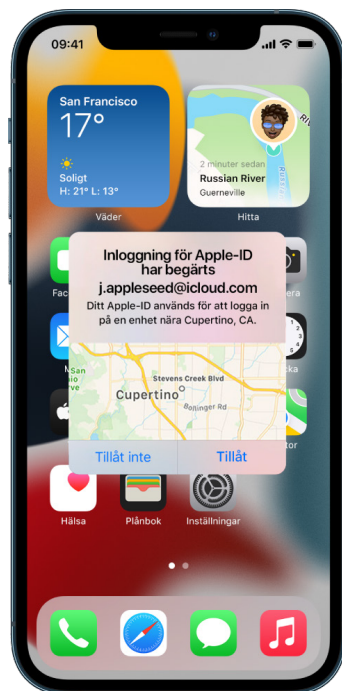 09:41
San Francisco
17°
Soligt
H: 21° L: 13°
Väder
2 minuter sedan
Russian River
Guerneville
Hitta
Inloggning för Apple-ID
har begärts
j.appleseed@icloud.com
Ditt Apple-ID används för att logga in
på en enhet nära Cupertino, CA.
Stevens Creek Blvd
Cupertino
Bollinger Rd
Tillåt inte
Tillåt
Hälsa
Plånbok
Inställningar